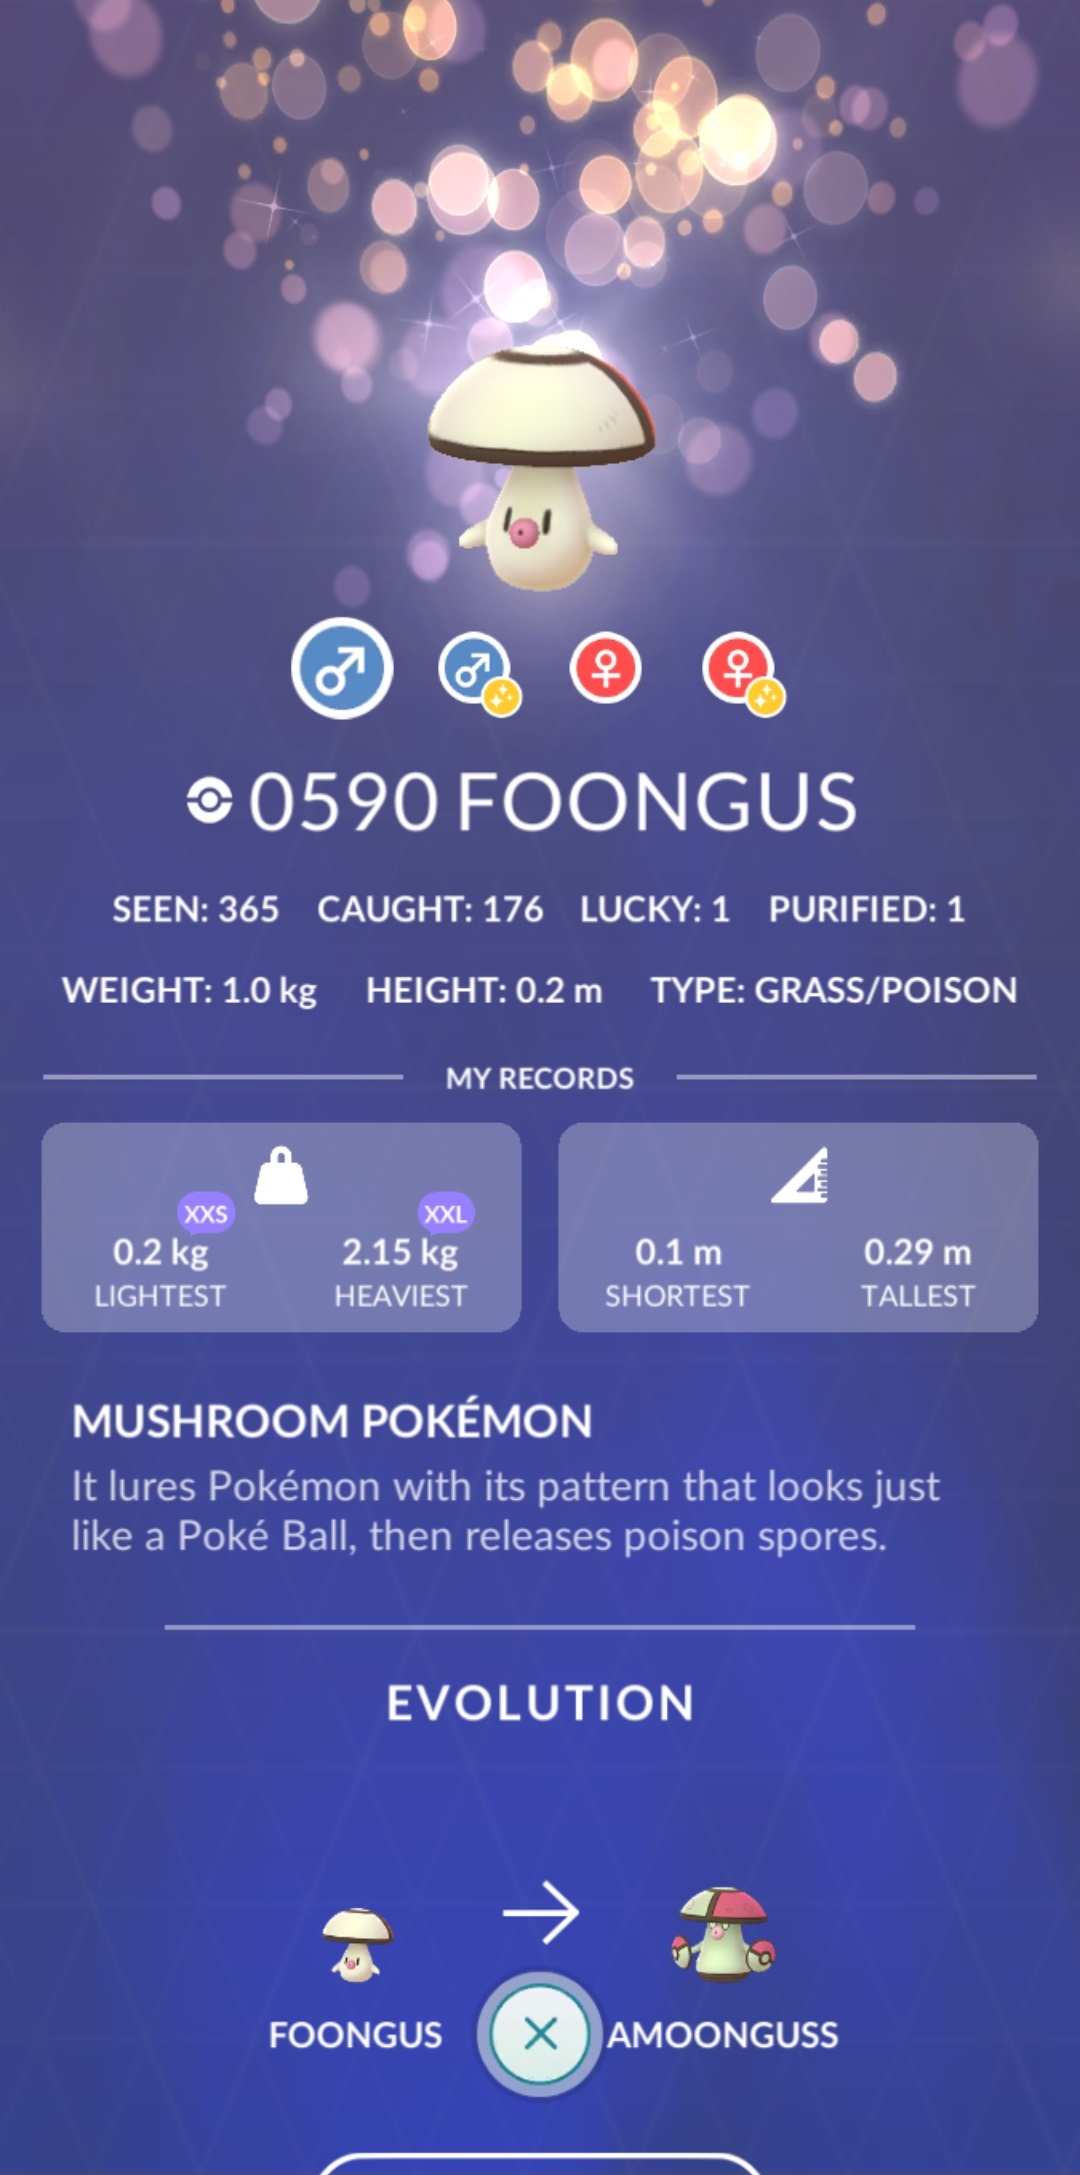 0590 FOONGUS
SEEN: 365 CAUGHT: 176 LUCKY: 1 PURIFIED: 1
WEIGHT: 1.0 kg HEIGHT: 0.2 m TYPE: GRASS/POISON
MY RECORDS
XXS XXL
0.2 kg 2.15 kg 0.1 m 0.29 m
LIGHTEST HEAVIEST SHORTEST TALLEST
MUSHROOM POKÉMON
It lures Pokémon with its pattern that looks just
like a Poké Ball, then releases poison spores.
EVOLUTION
FOONGUS AMOONGUSS